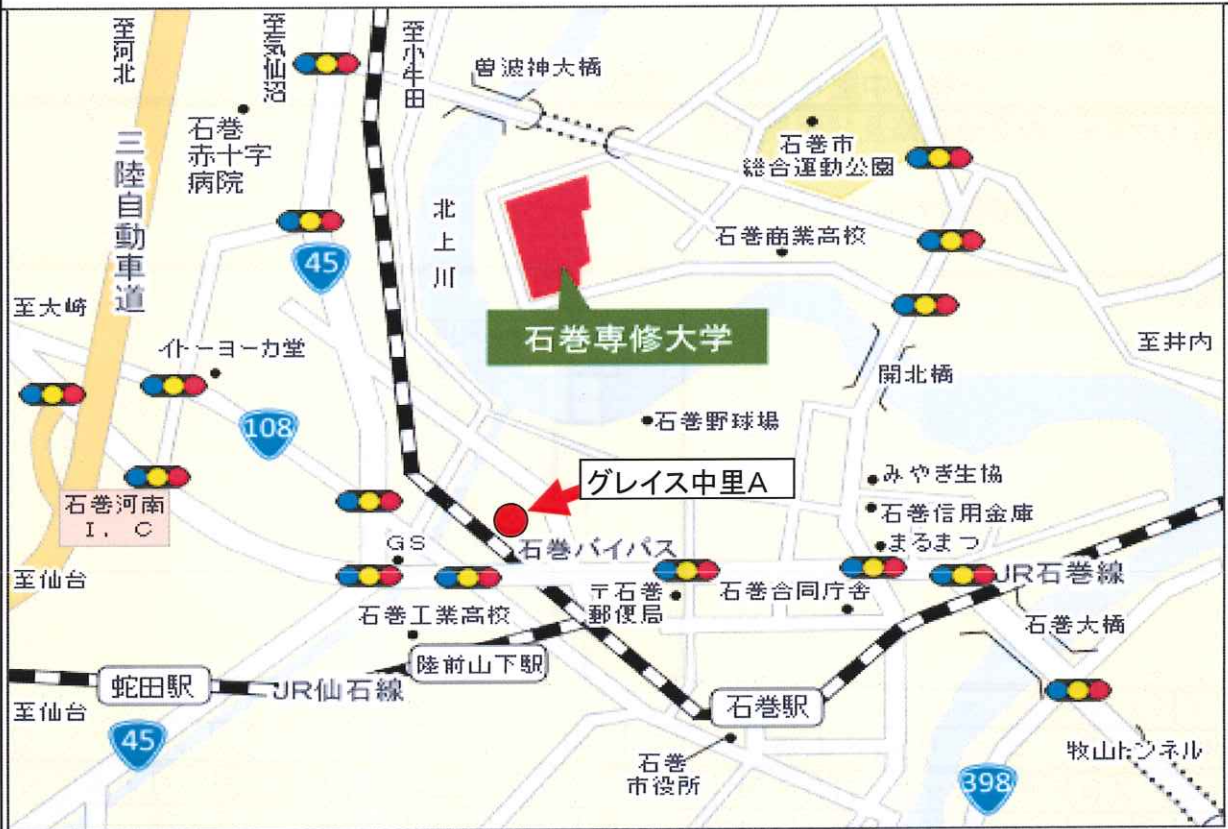 至河北
至小牛田
曽波神大橋
石巻
赤十字
病院
三陸自動車道
石巻市
総合運動公園
北上川
石巻商業高校
45
石巻専修大学
至大崎
至井内
イトーヨーカ堂
開北橋
108
石巻野球場
グレイス中里A
みやぎ生協
石巻信用金庫
まるまつ
石巻河南
I. C
GS
石巻バイパス
JR石巻線
至仙台
〒石巻
郵便局
石巻合同庁舎
石巻工業高校
石巻大橋
陸前山下駅
蛇田駅
JR仙石線
石巻駅
至仙台
45
石巻
市役所
牧山トンネル
398